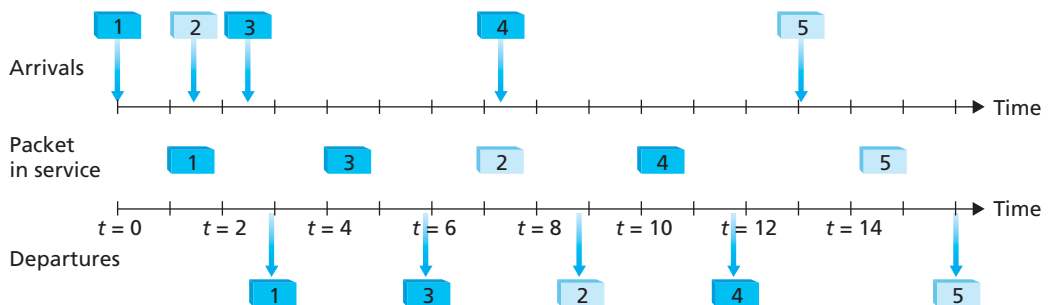 1 2 3 4 5
Arrivals
Time
Packet
in service
1 3 2 4 5
Time
t = 0 t = 2 t = 4 t = 6 t = 8 t = 10 t = 12 t = 14
Departures
1 3 2 4 5